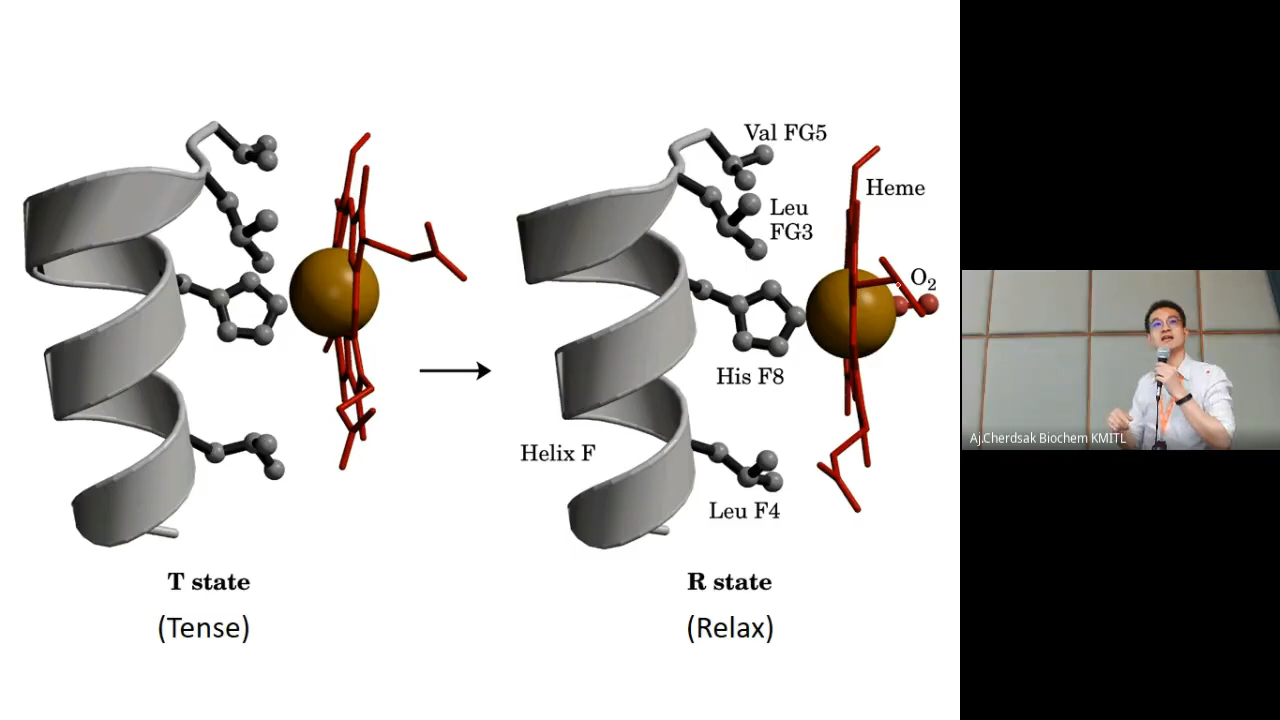 Val FG5
Heme
Leu
FG3
O₂
His F8
Helix F
Leu F4
T state
(Tense)
R state
(Relax)
Aj.Cherdsak Biochem KMITL